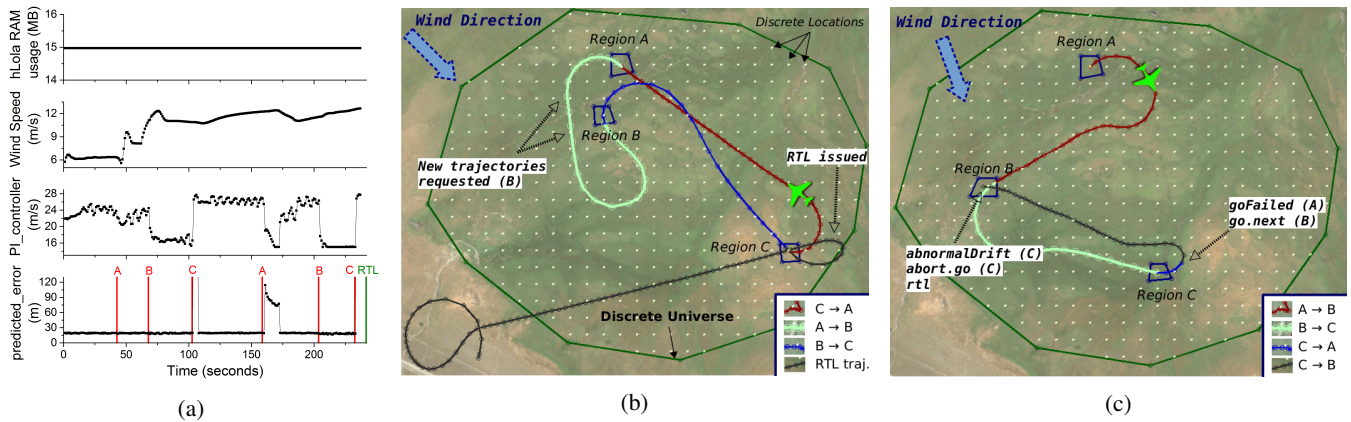 hLola RAM
usage (MB)
16
15
14
Wind Speed
(m/s)
12
9
6
PI_controller
(m/s)
28
24
20
16
predicted_error
(m)
120
90
60
30
0
A
B
C
A
B
C
RTL
0
50
100
150
200
Time (seconds)
(a)
Wind Direction
Region A
Discrete Locations
Region B
New trajectories
requested (B)
RTL issued
Region C
Discrete Universe
C → A
A → B
B → C
RTL traj.
(b)
Wind Direction
Region A
Region B
goFailed (A)
go.next (B)
abnormalDrift (C)
abort.go (C)
rtl
Region C
A → B
B → C
C → A
C → B
(c)